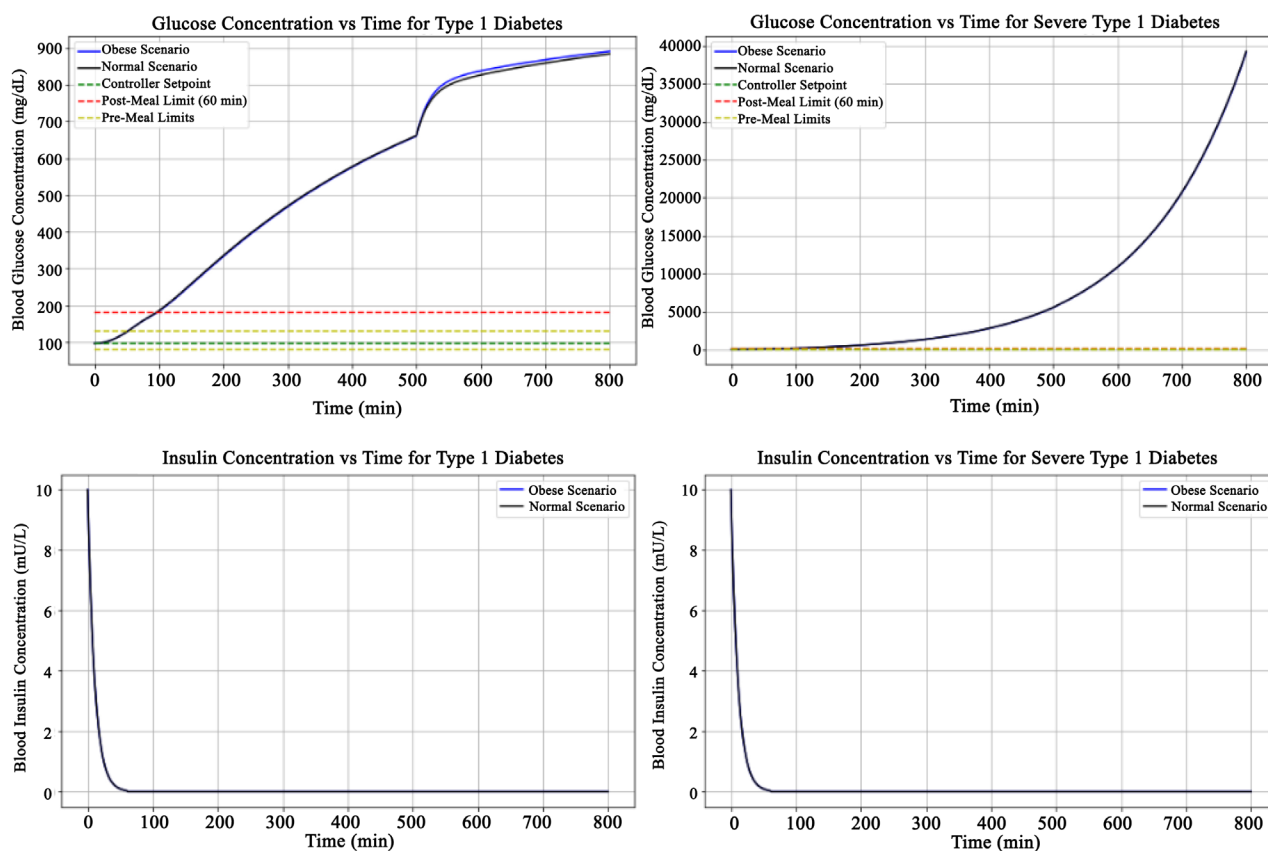 Glucose Concentration vs Time for Type 1 Diabetes
Blood Glucose Concentration (mg/dL)
900
800
700
600
500
400
300
200
100
Obese Scenario
Normal Scenario
Controller Setpoint
Post-Meal Limit (60 min)
Pre-Meal Limits
0 100 200 300 400 500 600 700 800
Time (min)
Glucose Concentration vs Time for Severe Type 1 Diabetes
Blood Glucose Concentration (mg/dL)
40000
35000
30000
25000
20000
15000
10000
5000
0
Obese Scenario
Normal Scenario
Controller Setpoint
Post-Meal Limit (60 min)
Pre-Meal Limits
0 100 200 300 400 500 600 700 800
Time (min)
Insulin Concentration vs Time for Type 1 Diabetes
Blood Insulin Concentration (mU/L)
10
8
6
4
2
0
Obese Scenario
Normal Scenario
0 100 200 300 400 500 600 700 800
Time (min)
Insulin Concentration vs Time for Severe Type 1 Diabetes
Blood Insulin Concentration (mU/L)
10
8
6
4
2
0
Obese Scenario
Normal Scenario
0 100 200 300 400 500 600 700 800
Time (min)